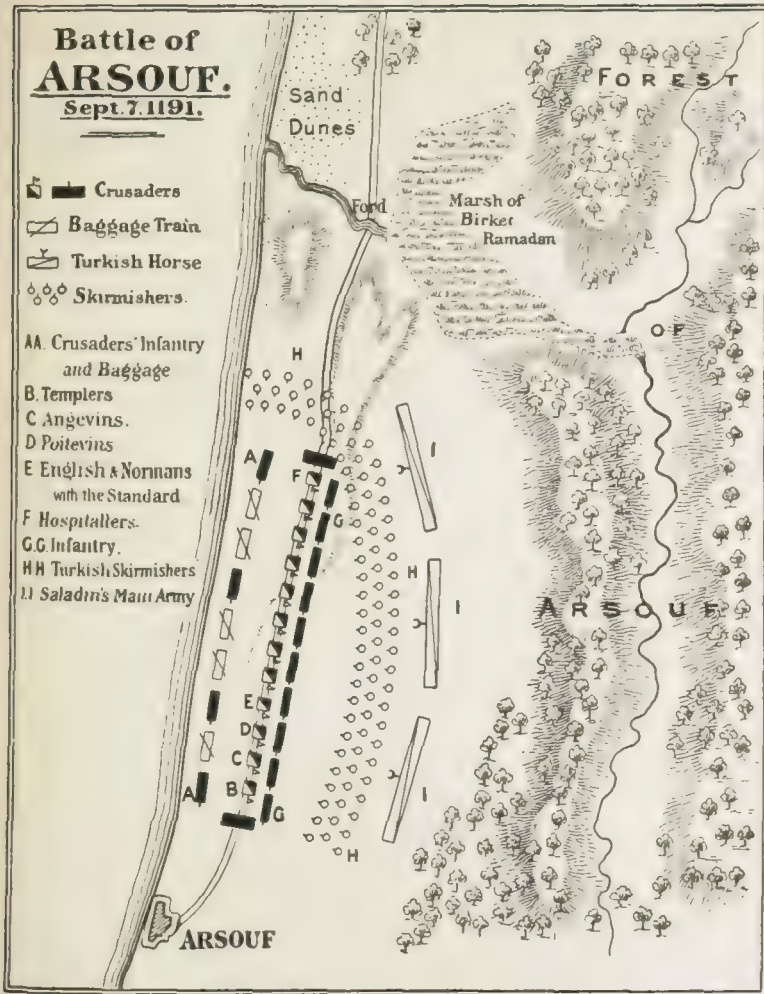 Battle of
ARSOUF.
Sept. 7. 1191.
Crusaders
Baggage Train
Turkish Horse
Skirmishers.
AA. Crusaders' Infantry
and Baggage
B. Templers
C Angevins.
D Poitevins
E English & Normans
with the Standard
F Hospitallers.
G.G. Infantry.
H H Turkish Skirmishers
I.I Saladin's Main Army
Sand
Dunes
Ford
Marsh of
Birket
Ramadan
FOREST
OF
ARSOUF
H
A
F
I
G
H
I
E
D
C
B
A
G
I
H
ARSOUF